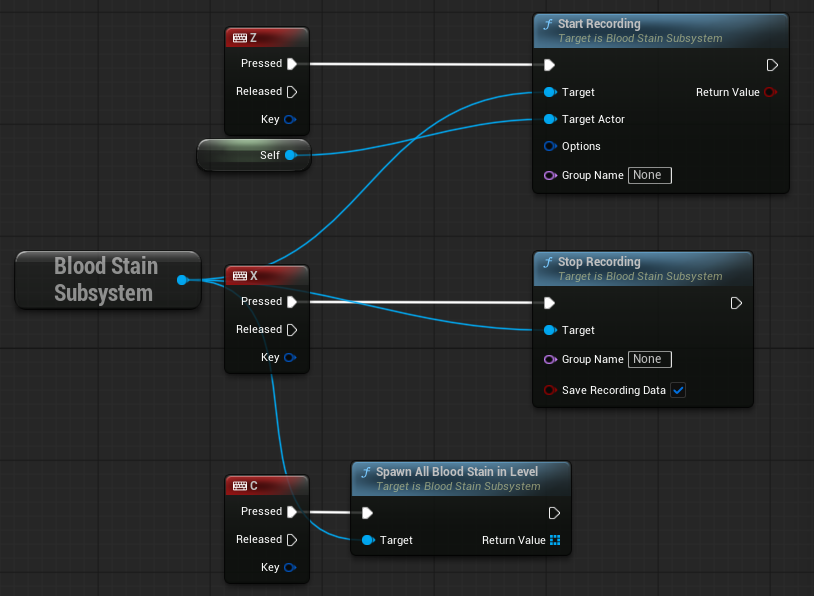 Z
Pressed
Released
Key
Self
f Start Recording
Target is Blood Stain Subsystem
Target
Return Value
Target Actor
Options
Group Name None
Blood Stain
Subsystem
X
Pressed
Released
Key
f Stop Recording
Target is Blood Stain Subsystem
Target
Group Name None
Save Recording Data
C
Pressed
Released
Key
f Spawn All Blood Stain in Level
Target is Blood Stain Subsystem
Target
Return Value